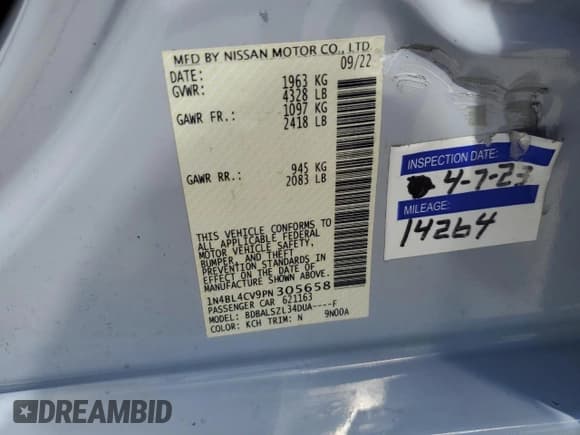 MFD BY NISSAN MOTOR CO., LTD
DATE: 09/22
GVWR: 1963 KG
4328 LB
GAWR FR.: 1097 KG
2418 LB
GAWR RR.: 945 KG
2083 LB
THIS VEHICLE CONFORMS TO
ALL APPLICABLE FEDERAL
MOTOR VEHICLE SAFETY,
BUMPER, AND THEFT
PREVENTION STANDARDS
IN EFFECT ON THE DATE OF
MANUFACTURE SHOWN ABOVE.
1N4BL4CV9PN305658
PASSENGER CAR 621163
MODEL: BDBALSZL34DUA----F
COLOR: KCH TRIM: N 9N00A
INSPECTION DATE:
4-7-23
MILEAGE:
14264
DREAMBID